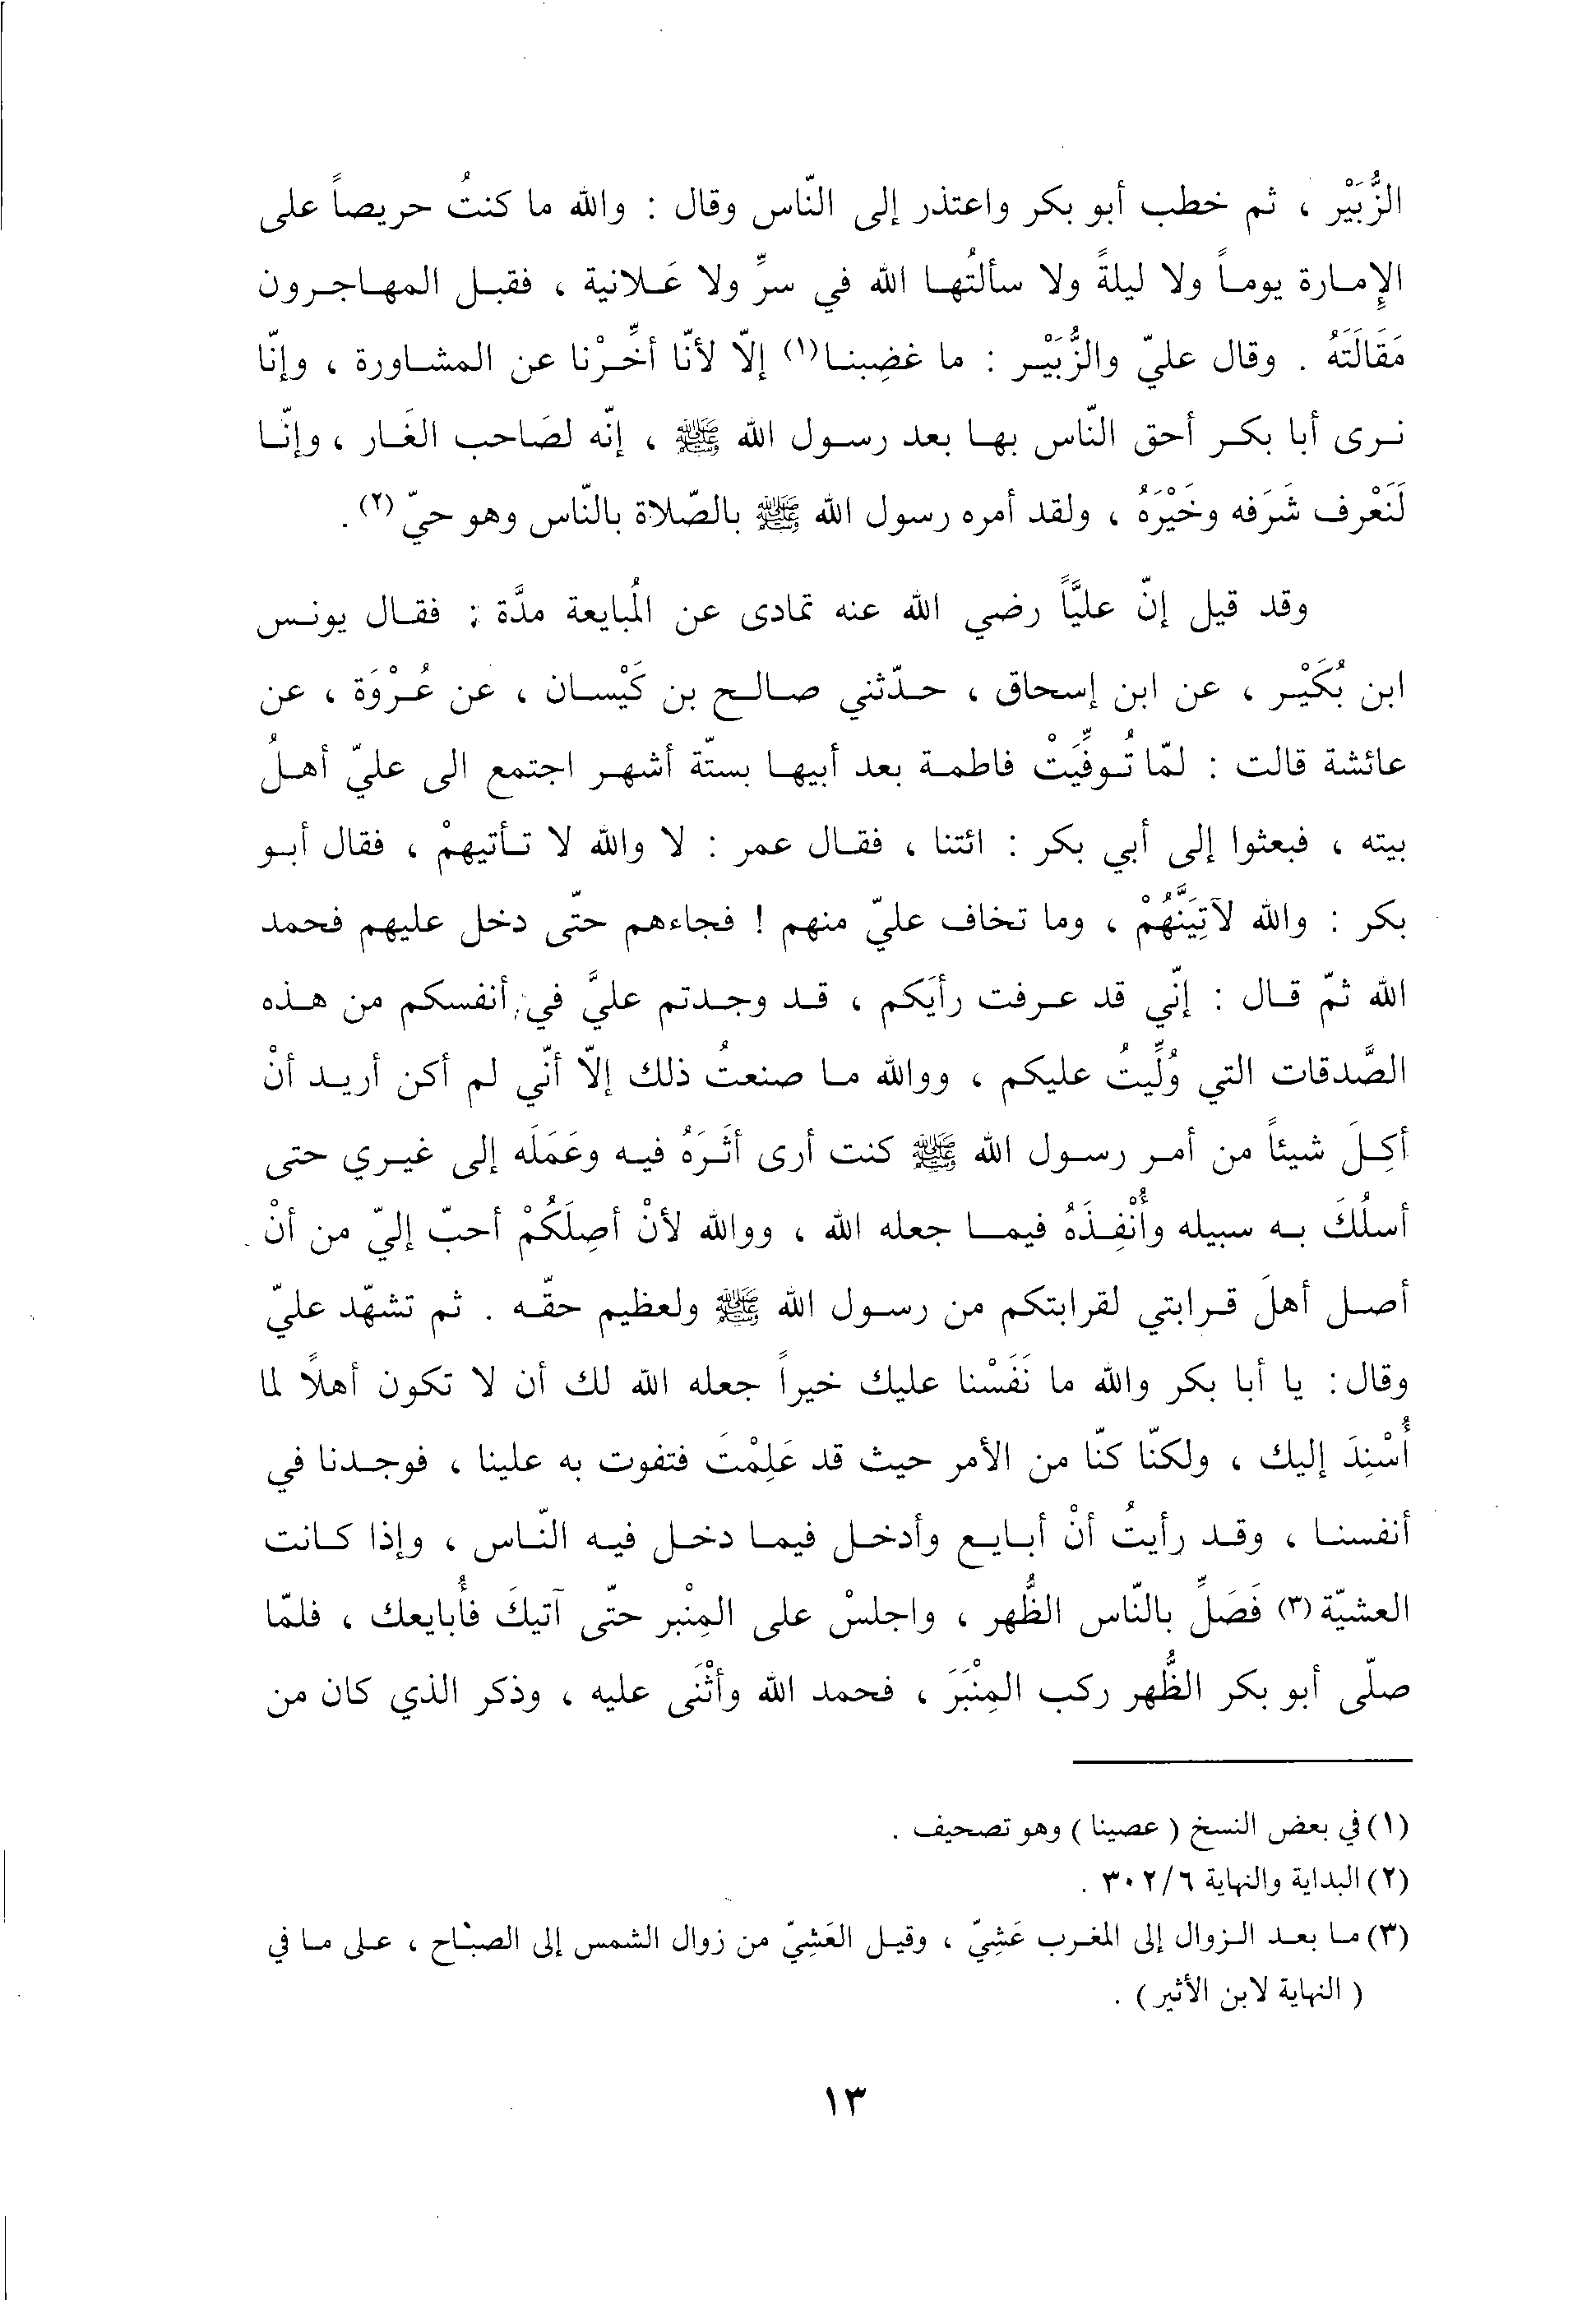 الزُّبَيْر ، ثم خطب أبو بكر واعتذر إلى النّاس وقال : والله ما كنتُ حريصاً على
الإِمارة يوماً ولا ليلةً ولا سألتُها الله في سرٍّ ولا عَلانية ، فقبل المهاجرون
مَقَالَتَهُ . وقال عليّ والزُّبَيْر : ما غضِبنا(١) إلّا لأنّا أخِّرْنا عن المشاورة ، وإنّا
نرى أبا بكر أحق النّاس بها بعد رسول الله ﷺ ، إنّه لصَاحب الغَار ، وإنّا
لَنَعْرف شَرَفه وخَيْرَهُ ، ولقد أمره رسول الله ﷺ بالصّلاة بالنّاس وهو حيّ(٢) .
وقد قيل إنّ عليَّاً رضي الله عنه تمادى عن المُبايعة مدَّة : فقال يونس
ابن بُكَيْر ، عن ابن إسحاق ، حدّثني صالح بن كَيْسان ، عن عُرْوَة ، عن
عائشة قالت : لمّا تُوفِّيَتْ فاطمة بعد أبيها بستّة أشهر اجتمع الى عليّ أهلُ
بيته ، فبعثوا إلى أبي بكر : ائتنا ، فقال عمر : لا والله لا تأتيهمْ ، فقال أبو
بكر : والله لآتِيَنَّهُمْ ، وما تخاف عليّ منهم ! فجاءهم حتّى دخل عليهم فحمد
الله ثمّ قال : إنّي قد عرفت رأيَكم ، قد وجدتم عليَّ في أنفسكم من هذه
الصَّدقات التي وُلِّيتُ عليكم ، ووالله ما صنعتُ ذلك إلّا أنّي لم أكن أريد أنْ
أكِلَ شيئاً من أمر رسول الله ﷺ كنت أرى أثَرَهُ فيه وعَمَلَه إلى غيري حتى
أسلُكَ به سبيله وأُنْفِذَهُ فيما جعله الله ، ووالله لأنْ أصِلَكُمْ أحبّ إليّ من أنْ
أصل أهلَ قرابتي لقرابتكم من رسول الله ﷺ ولعظيم حقّه . ثم تشهّد عليّ
وقال : يا أبا بكر والله ما نَفَسْنا عليك خيراً جعله الله لك أن لا تكون أهلًا لما
أُسْنِدَ إليك ، ولكنّا كنّا من الأمر حيث قد عَلِمْتَ فتفوت به علينا ، فوجدنا في
أنفسنا ، وقد رأيتُ أنْ أبايع وأدخل فيما دخل فيه النّاس ، وإذا كانت
العشيّة(٣) فَصَلِّ بالنّاس الظُّهر ، واجلسْ على المِنْبر حتّى آتيكَ فأُبايعك ، فلمّا
صلّى أبو بكر الظُّهر ركب المِنْبَرَ ، فحمد الله وأثْنَى عليه ، وذكر الذي كان من
(١) في بعض النسخ ( عصينا ) وهو تصحيف .
(٢) البداية والنهاية ٣٠٢/٦ .
(٣) ما بعد الزوال إلى المغرب عَشِيّ ، وقيل العَشِيّ من زوال الشمس إلى الصبَاح ، على ما في
( النهاية لابن الأثير ) .
١٣